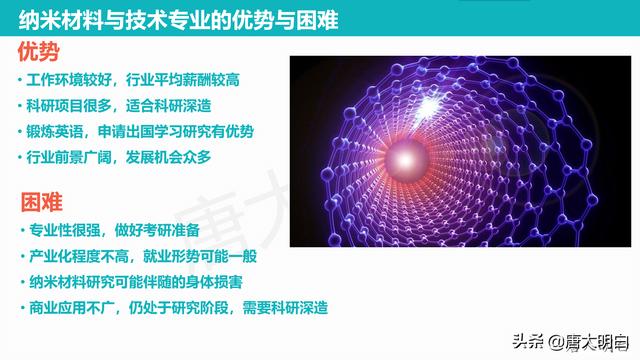 纳米材料与技术专业的优势与困难
优势
• 工作环境较好，行业平均薪酬较高
• 科研项目很多，适合科研深造
• 锻炼英语，申请出国学习研究有优势
• 行业前景广阔，发展机会众多
困难
• 专业性很强，做好考研准备
• 产业化程度不高，就业形势可能一般
• 纳米材料研究可能伴随的身体损害
• 商业应用不广，仍处于研究阶段，需要科研深造
唐大
头条 @唐大明白